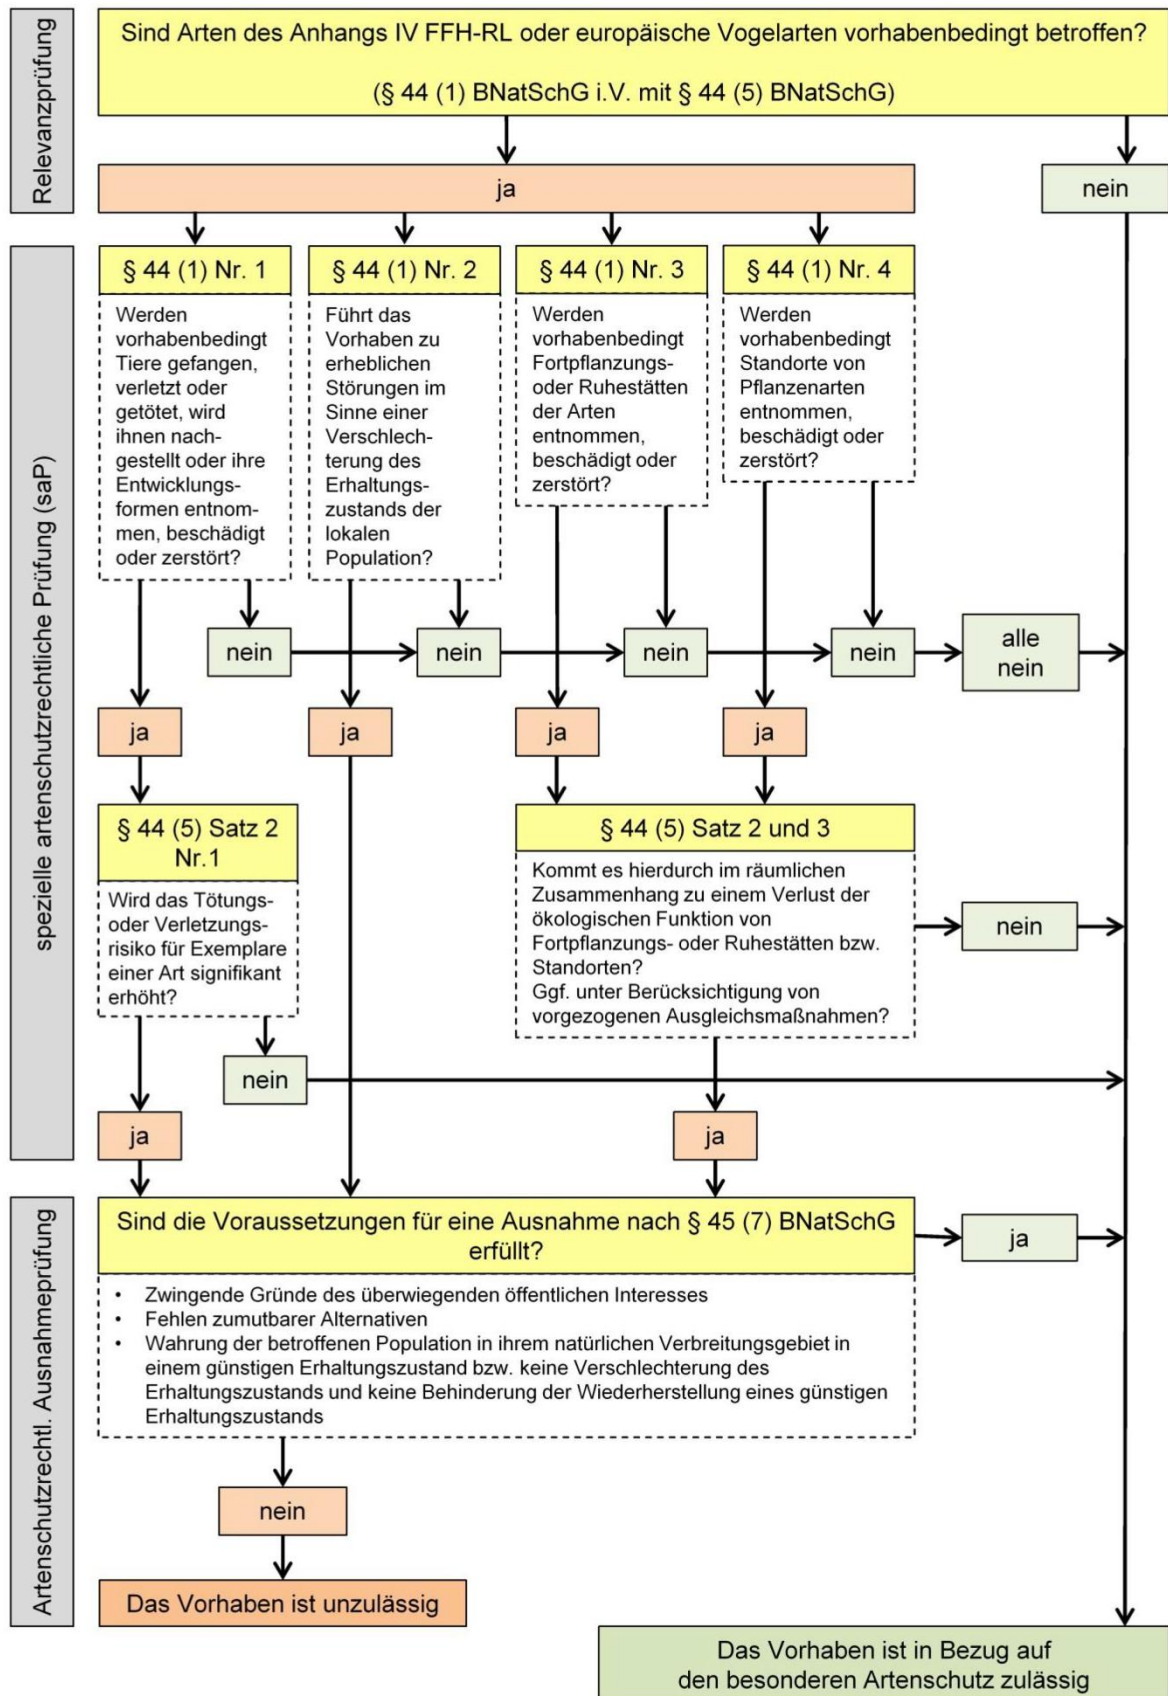 Relevanzprüfung
Sind Arten des Anhangs IV FFH-RL oder europäische Vogelarten vorhabenbedingt betroffen?
(§ 44 (1) BNatSchG i.V. mit § 44 (5) BNatSchG)
ja
nein
spezielle artenschutzrechtliche Prüfung (saP)
§ 44 (1) Nr. 1
Werden
vorhabenbedingt
Tiere gefangen,
verletzt oder
getötet, wird
ihnen nach-
gestellt oder ihre
Entwicklungs-
formen entnom-
men, beschädigt
oder zerstört?
§ 44 (1) Nr. 2
Führt das
Vorhaben zu
erheblichen
Störungen im
Sinne einer
Verschlech-
terung des
Erhaltungs-
zustands der
lokalen
Population?
§ 44 (1) Nr. 3
Werden
vorhabenbedingt
Fortpflanzungs-
oder Ruhestätten
der Arten
entnommen,
beschädigt oder
zerstört?
§ 44 (1) Nr. 4
Werden
vorhabenbedingt
Standorte von
Pflanzenarten
entnommen,
beschädigt oder
zerstört?
nein
nein
nein
nein
alle
nein
ja
ja
ja
ja
§ 44 (5) Satz 2
Nr.1
Wird das Tötungs-
oder Verletzungs-
risiko für Exemplare
einer Art signifikant
erhöht?
§ 44 (5) Satz 2 und 3
Kommt es hierdurch im räumlichen
Zusammenhang zu einem Verlust der
ökologischen Funktion von
Fortpflanzungs- oder Ruhestätten bzw.
Standorten?
Ggf. unter Berücksichtigung von
vorgezogenen Ausgleichsmaßnahmen?
nein
nein
ja
ja
Artenschutzrechtl. Ausnahmeprüfung
Sind die Voraussetzungen für eine Ausnahme nach § 45 (7) BNatSchG
erfüllt?
• Zwingende Gründe des überwiegenden öffentlichen Interesses
• Fehlen zumutbarer Alternativen
• Wahrung der betroffenen Population in ihrem natürlichen Verbreitungsgebiet in
einem günstigen Erhaltungszustand bzw. keine Verschlechterung des
Erhaltungszustands und keine Behinderung der Wiederherstellung eines günstigen
Erhaltungszustands
ja
nein
Das Vorhaben ist unzulässig
Das Vorhaben ist in Bezug auf
den besonderen Artenschutz zulässig